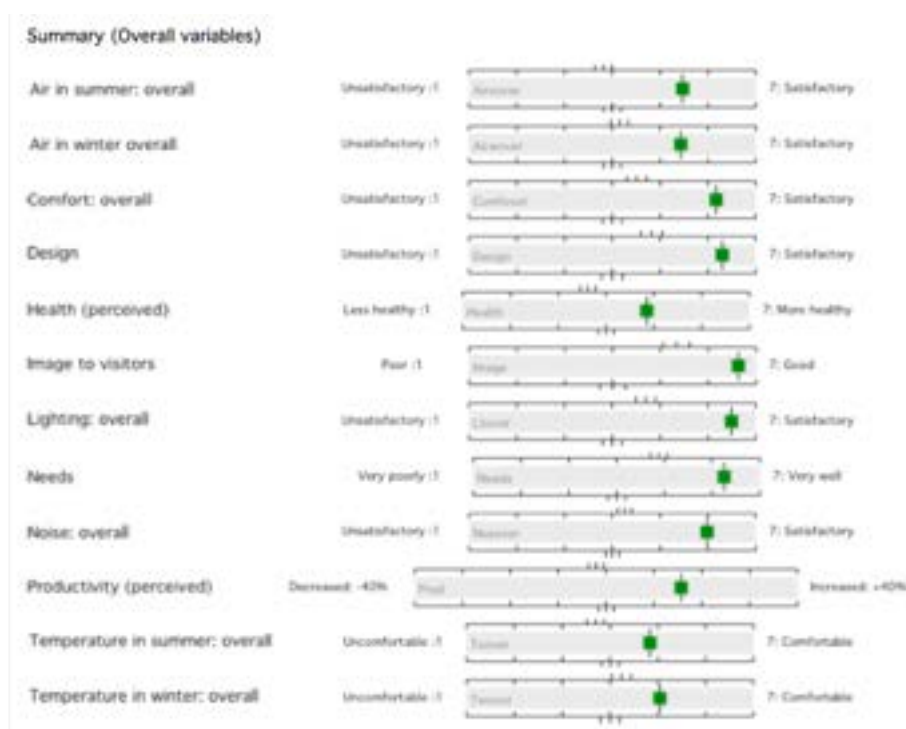 Summary (Overall variables)
Air in summer: overall Unsatisfactory :1 7: Satisfactory
Air in winter overall Unsatisfactory :1 7: Satisfactory
Comfort: overall Unsatisfactory :1 7: Satisfactory
Design Unsatisfactory :1 Design 7: Satisfactory
Health (perceived) Less healthy :1 Health 7: More healthy
Image to visitors Poor :1 Image 7: Good
Lighting: overall Unsatisfactory :1 7: Satisfactory
Needs Very poorly :1 Needs 7: Very well
Noise: overall Unsatisfactory :1 7: Satisfactory
Productivity (perceived) Decreased: -40% Prod Increased: +40%
Temperature in summer: overall Uncomfortable :1 7: Comfortable
Temperature in winter: overall Uncomfortable :1 7: Comfortable